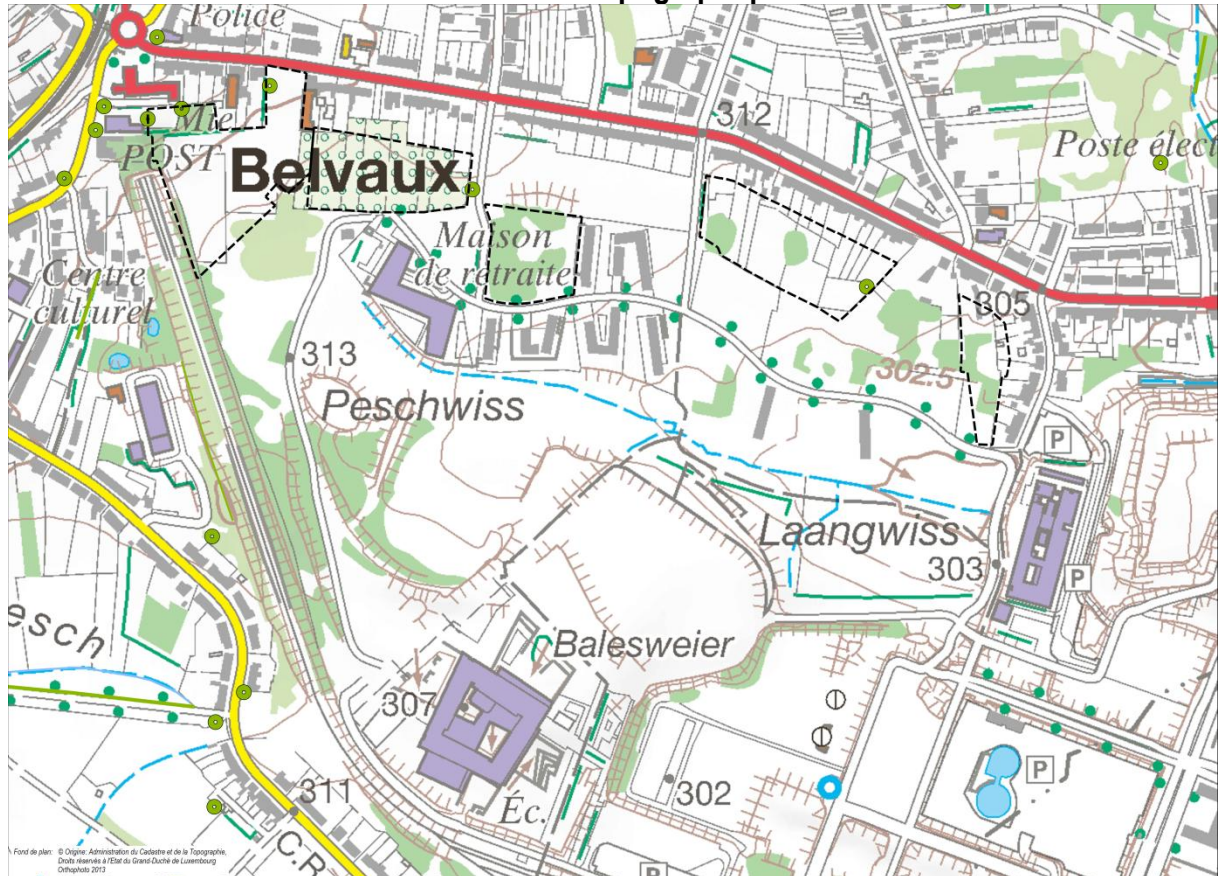 Police
312
Mie
POST
Belvaux
Poste élect
Maison
de retraite
Centre
culturel
305
302.5
313
Peschwiss
P
Laangwiss
303
P
esch
Balesweier
307
P
302
311
Éc.
C.R
P
Fond de plan: © Origine: Administration du Cadastre et de la Topographie,
Droits réservés à l'Etat du Grand-Duché de Luxembourg
Orthophoto 2013